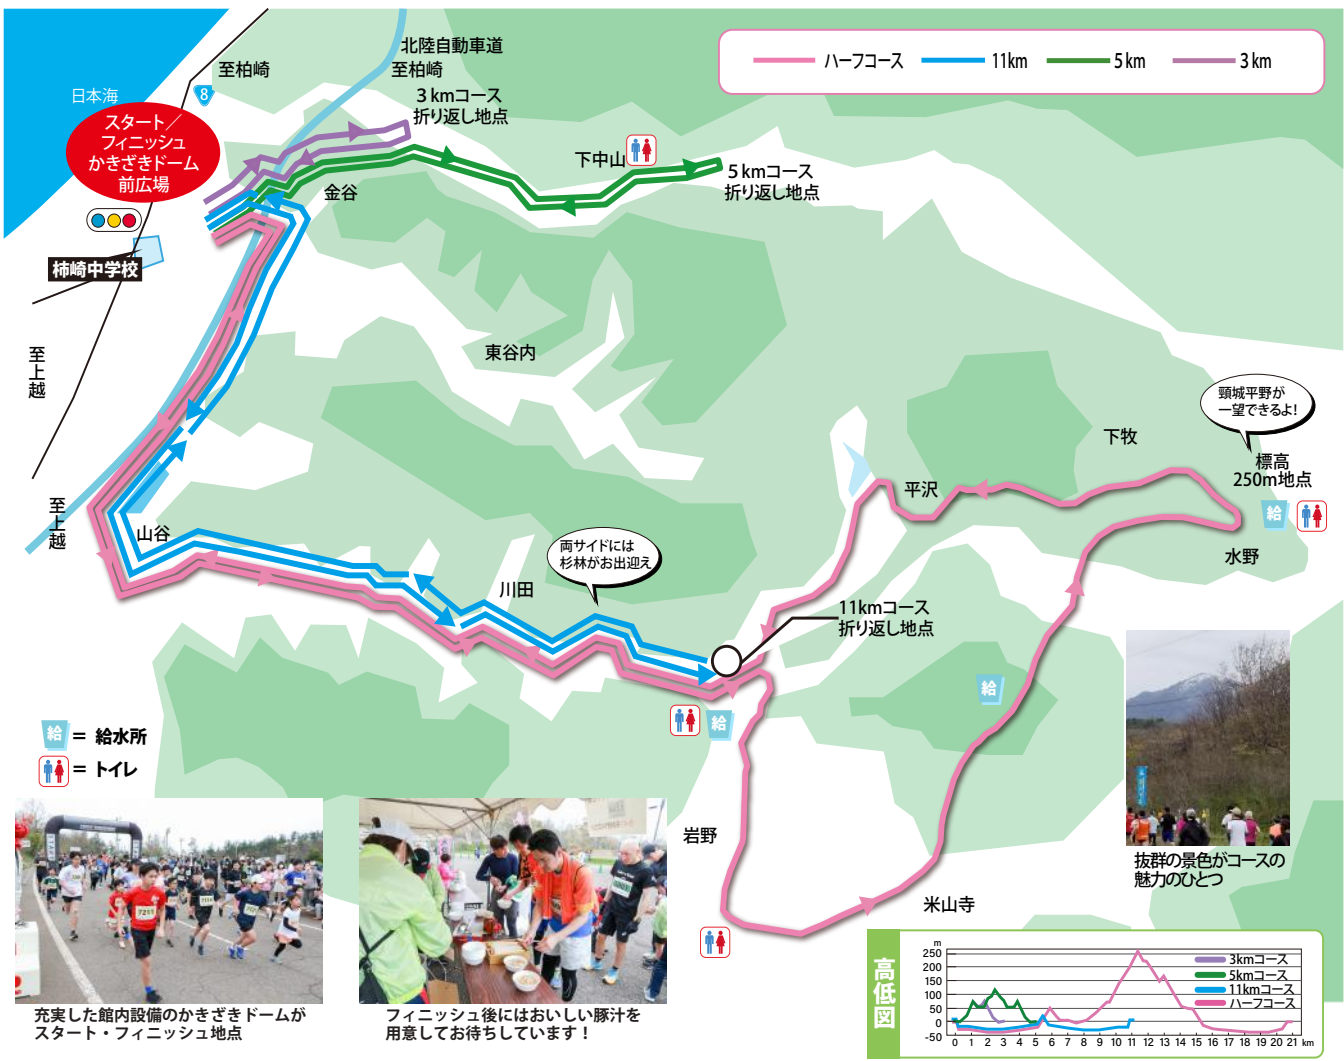 ハーフコース
11km
5km
3km
北陸自動車道
至柏崎
至柏崎
8
日本海
3kmコース
折り返し地点
スタート／
フィニッシュ
かきざきドーム
前広場
下中山
5kmコース
折り返し地点
金谷
柿崎中学校
東谷内
至上越
頸城平野が
一望できるよ!
下牧
標高
250m地点
平沢
給
水野
至上越
山谷
両サイドには
杉林がお出迎え
川田
11kmコース
折り返し地点
給
給
給 = 給水所
= トイレ
岩野
米山寺
抜群の景色がコースの
魅力のひとつ
充実した館内設備のかきざきドームが
スタート・フィニッシュ地点
フィニッシュ後にはおいしい豚汁を
用意してお待ちしています！
高低図
m
250
200
150
100
50
0
-50
0 1 2 3 4 5 6 7 8 9 10 11 12 13 14 15 16 17 18 19 20 21 km
3kmコース
5kmコース
11kmコース
ハーフコース